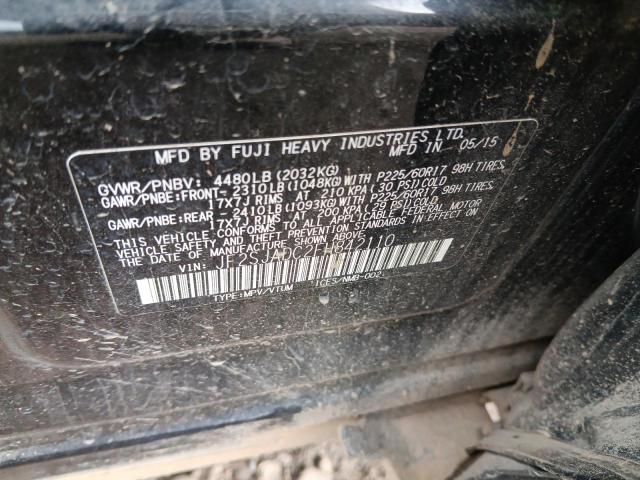 MFD BY FUJI HEAVY INDUSTRIES LTD.
MFD IN 05/15
GVWR/PNBV: 4480LB (2032KG)
GAWR/PNBE:FRONT- 2310LB (1048KG)WITH P225/60R17 98H TIRES,
17X7J RIMS AT 210 KPA ( 30 PSI) COLD
GAWR/PNBE:REAR - 2410LB (1093KG)WITH P225/60R17 98H TIRES,
17X7J RIMS AT 200 KPA ( 29 PSI) COLD
THIS VEHICLE CONFORMS TO ALL APPLICABLE FEDERAL MOTOR
VEHICLE SAFETY STANDARDS IN EFFECT ON
THE DATE OF MANUFACTURE SHOWN ABOVE.
VIN: JF2SJADC2FH842110
TYPE:MPV/VTUM ICES/NMB-002